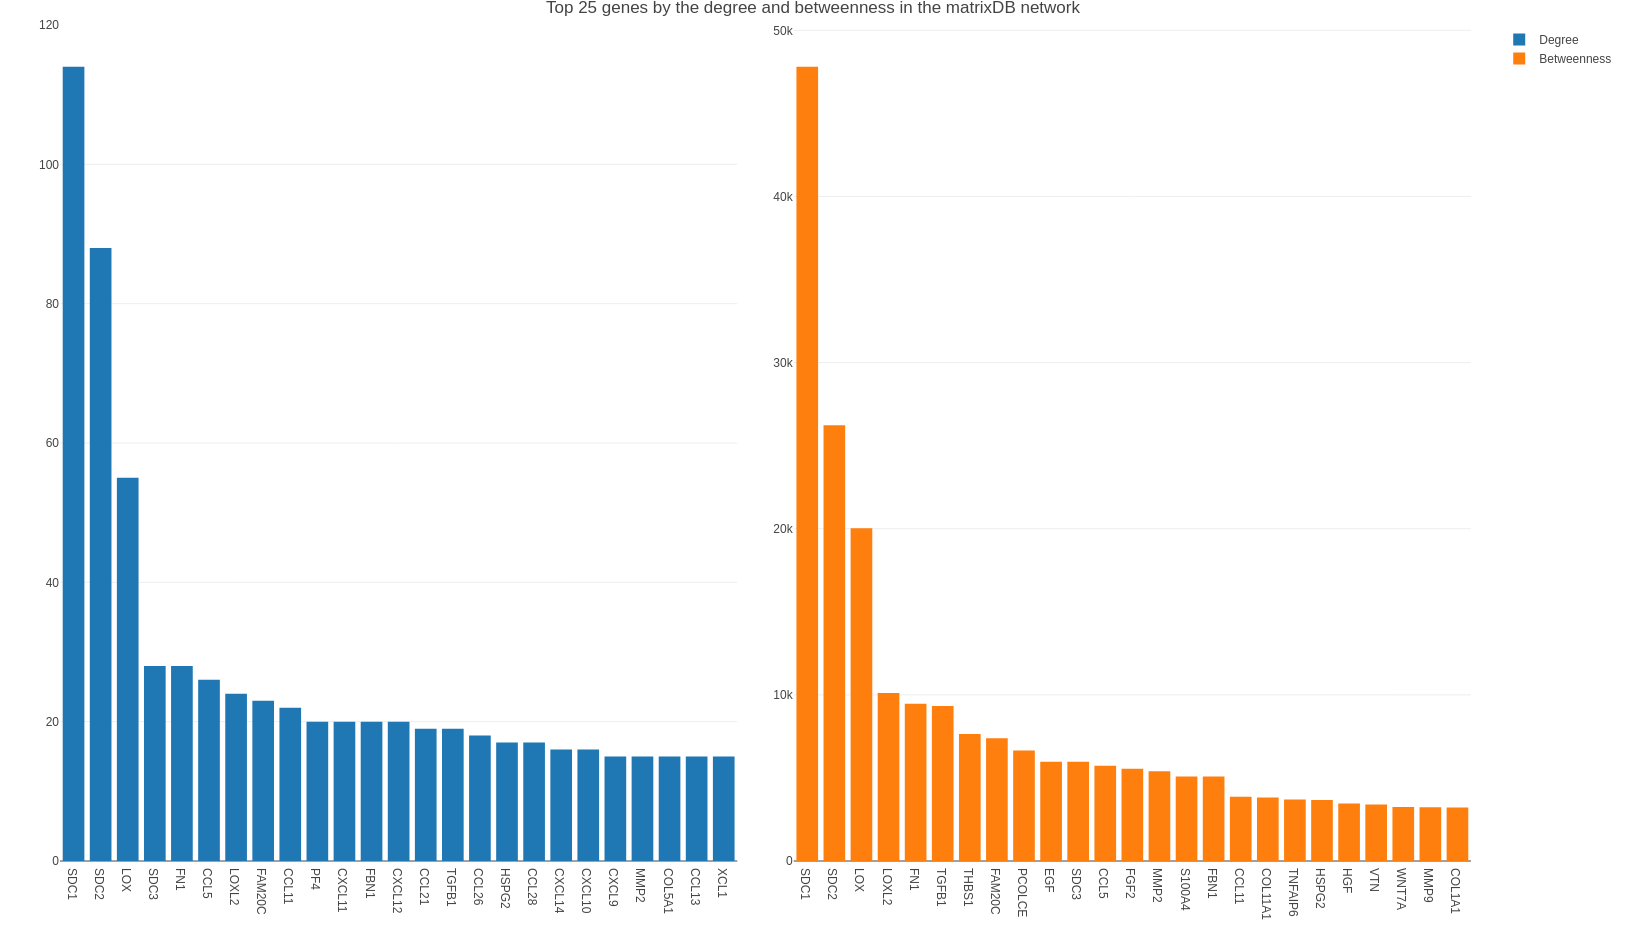 Top 25 genes by the degree and betweenness in the matrixDB network
120
100
80
60
40
20
0
SDC1
SDC2
LOX
SDC3
FN1
CCL5
LOXL2
FAM20C
CCL11
PF4
CXCL11
FBN1
CXCL12
CCL21
TGFB1
CCL26
HSPG2
CCL28
CXCL14
CXCL10
CXCL9
MMP2
COL5A1
CCL13
XCL1
50k
40k
30k
20k
10k
0
SDC1
SDC2
LOX
LOXL2
FN1
TGFB1
THBS1
FAM20C
PCOLCE
EGF
SDC3
CCL5
FGF2
MMP2
S100A4
FBN1
CCL11
COL11A1
TNFAIP6
HSPG2
HGF
VTN
WNT7A
MMP9
COL1A1
Degree
Betweenness